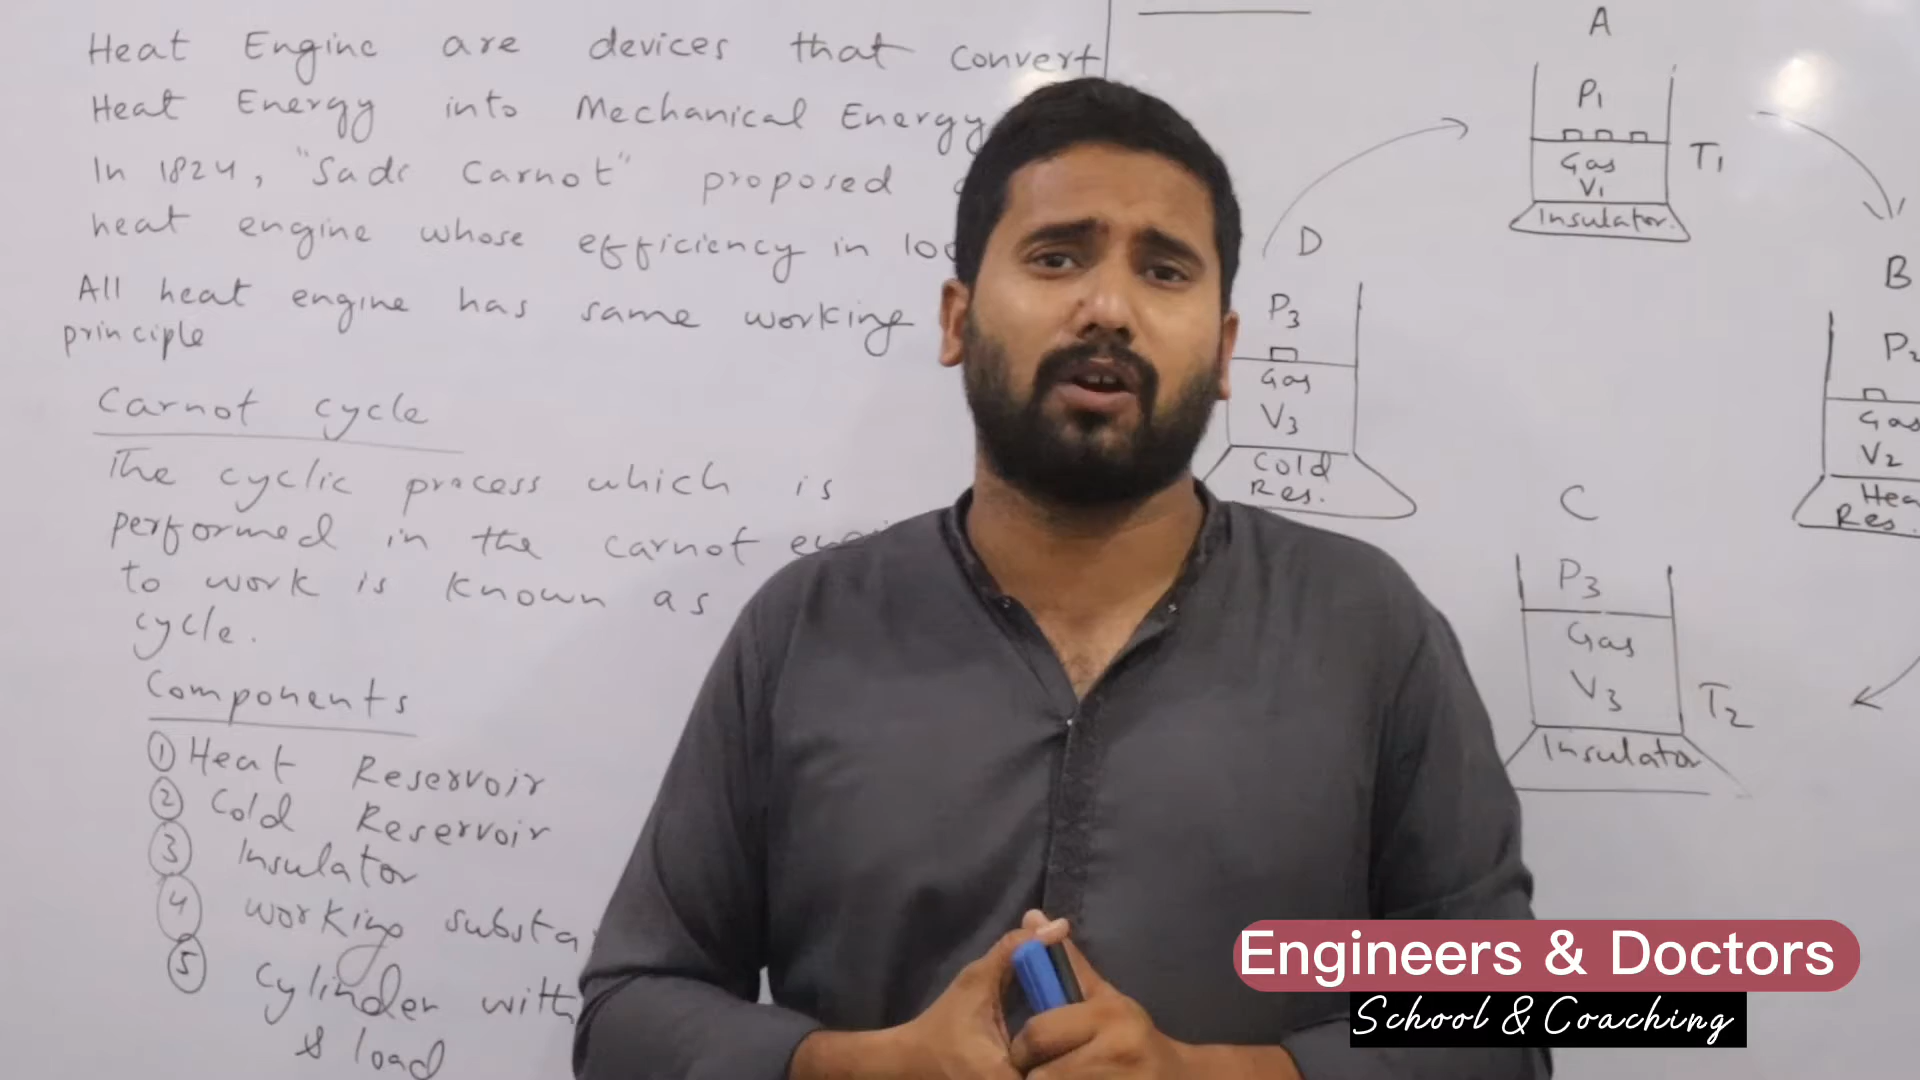 Heat Engine are devices that convert
Heat Energy into Mechanical Energy
In 1824, "Sadi Carnot" proposed
heat engine whose efficiency in
All heat engine has same working
principle
Carnot cycle
The cyclic process which is
performed in the carnot
to work is known as
cycle.
Components
① Heat Reservoir
② Cold Reservoir
③ Insulator
④ working
⑤ Cylinder with
& load
A
P1
Gas
V1
Insulator.
T1
B
P2
Gas
V2
Res.
C
P3
Gas
V3
Insulator
T2
D
P3
Gas
V3
Cold
Res.
Engineers & Doctors
School & Coaching